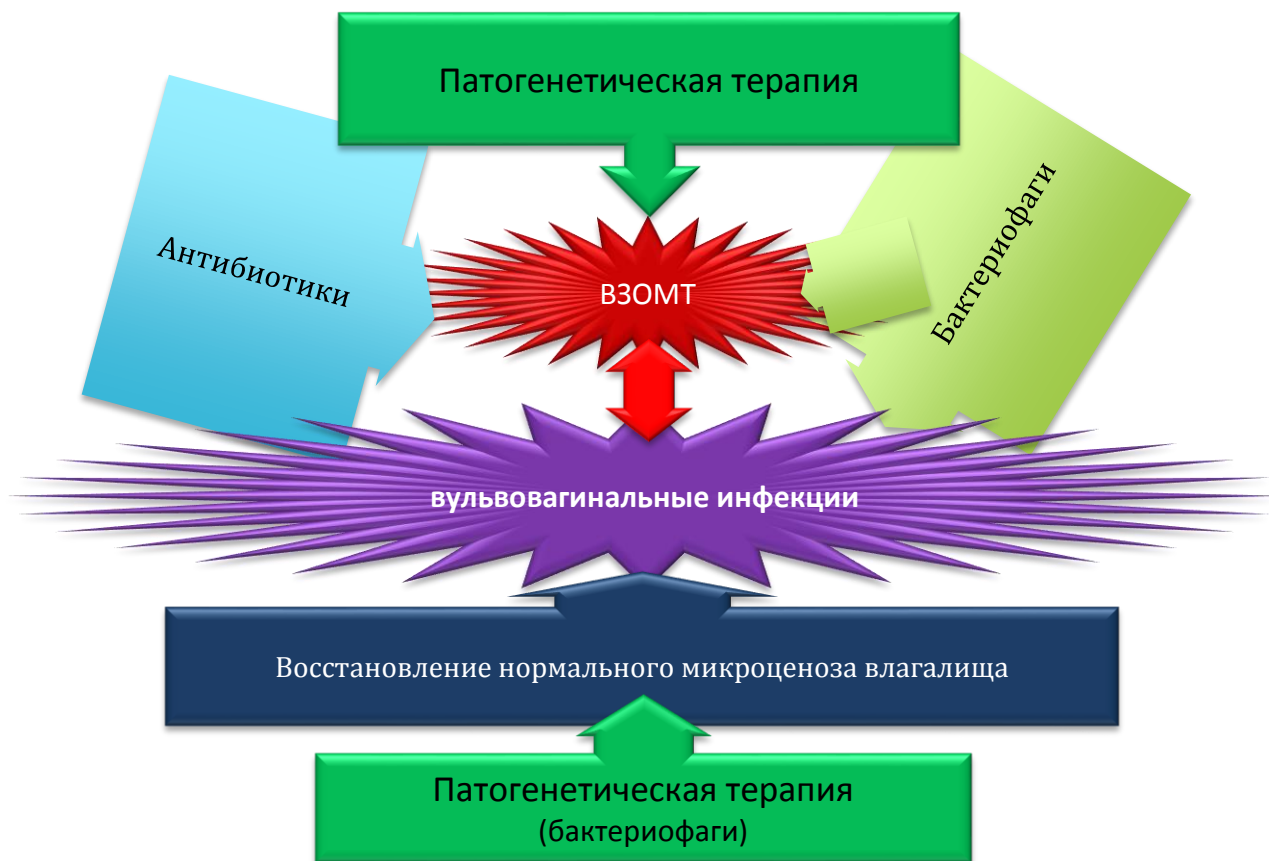 Патогенетическая терапия
Антибиотики
Бактериофаги
ВЗОМТ
вульвовагинальные инфекции
Восстановление нормального микроценоза влагалища
Патогенетическая терапия
(бактериофаги)